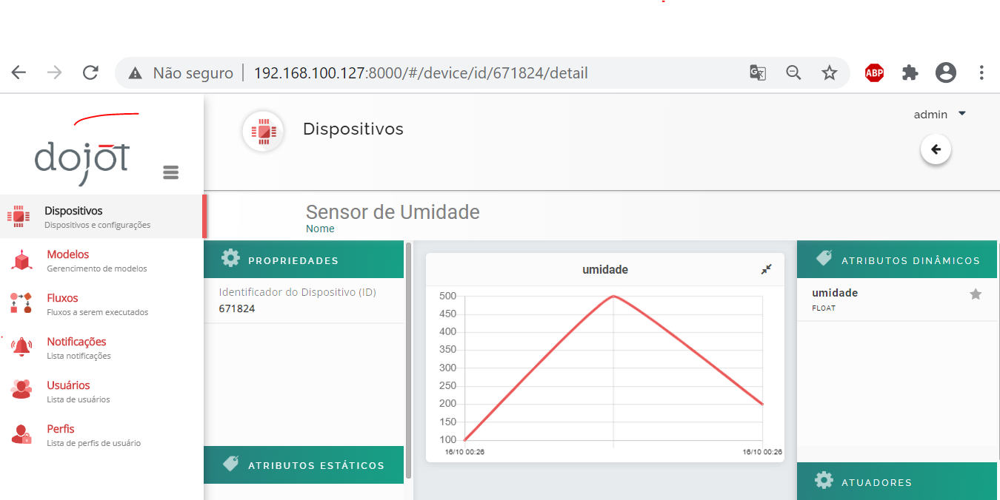 Não seguro
192.168.100.127:8000/#/device/id/671824/detail
ABP
dojot
Dispositivos
admin
Dispositivos
Dispositivos e configurações
Modelos
Gerencimento de modelos
Fluxos
Fluxos a serem executados
Notificações
Lista notificações
Usuários
Lista de usuários
Perfis
Lista de perfis de usuário
Sensor de Umidade
Nome
PROPRIEDADES
Identificador do Dispositivo (ID)
671824
ATRIBUTOS ESTÁTICOS
umidade
500
450
400
350
300
250
200
150
100
16/10 00:26
16/10 00:26
ATRIBUTOS DINÂMICOS
umidade
FLOAT
ATUADORES